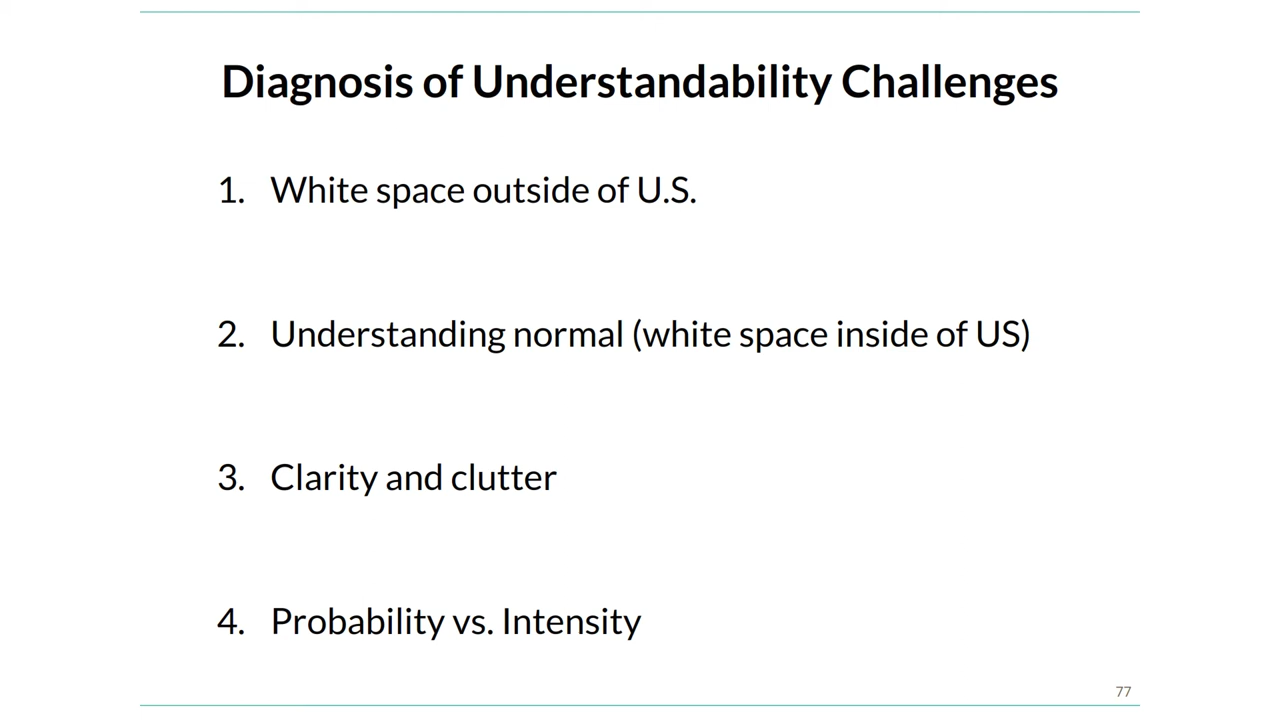 Diagnosis of Understandability Challenges
1. White space outside of U.S.
2. Understanding normal (white space inside of US)
3. Clarity and clutter
4. Probability vs. Intensity
77